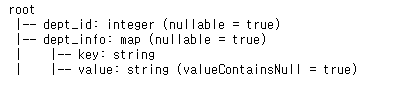 root
 |-- dept_id: integer (nullable = true)
 |-- dept_info: map (nullable = true)
 |    |-- key: string
 |    |-- value: string (valueContainsNull = true)